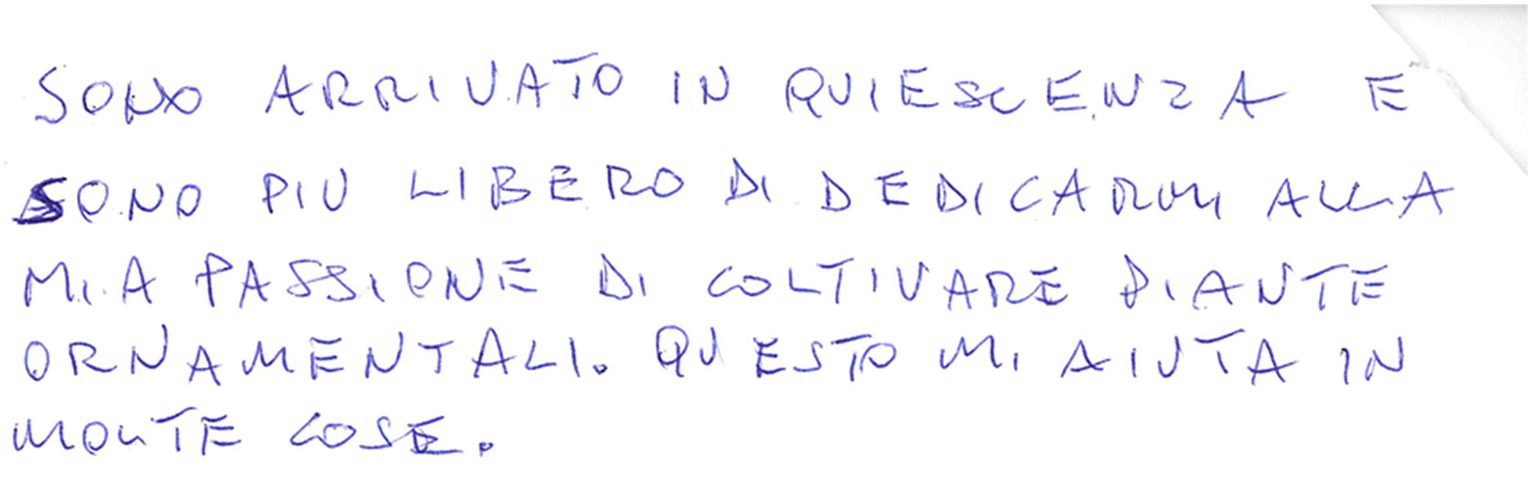 SONO ARRIVATO IN QUIESCENZA E
SONO PIU LIBERO DI DEDICARMI ALLA
MIA PASSIONE DI COLTIVARE PIANTE
ORNAMENTALI. QUESTO MI AIUTA IN
MOLTE COSE.